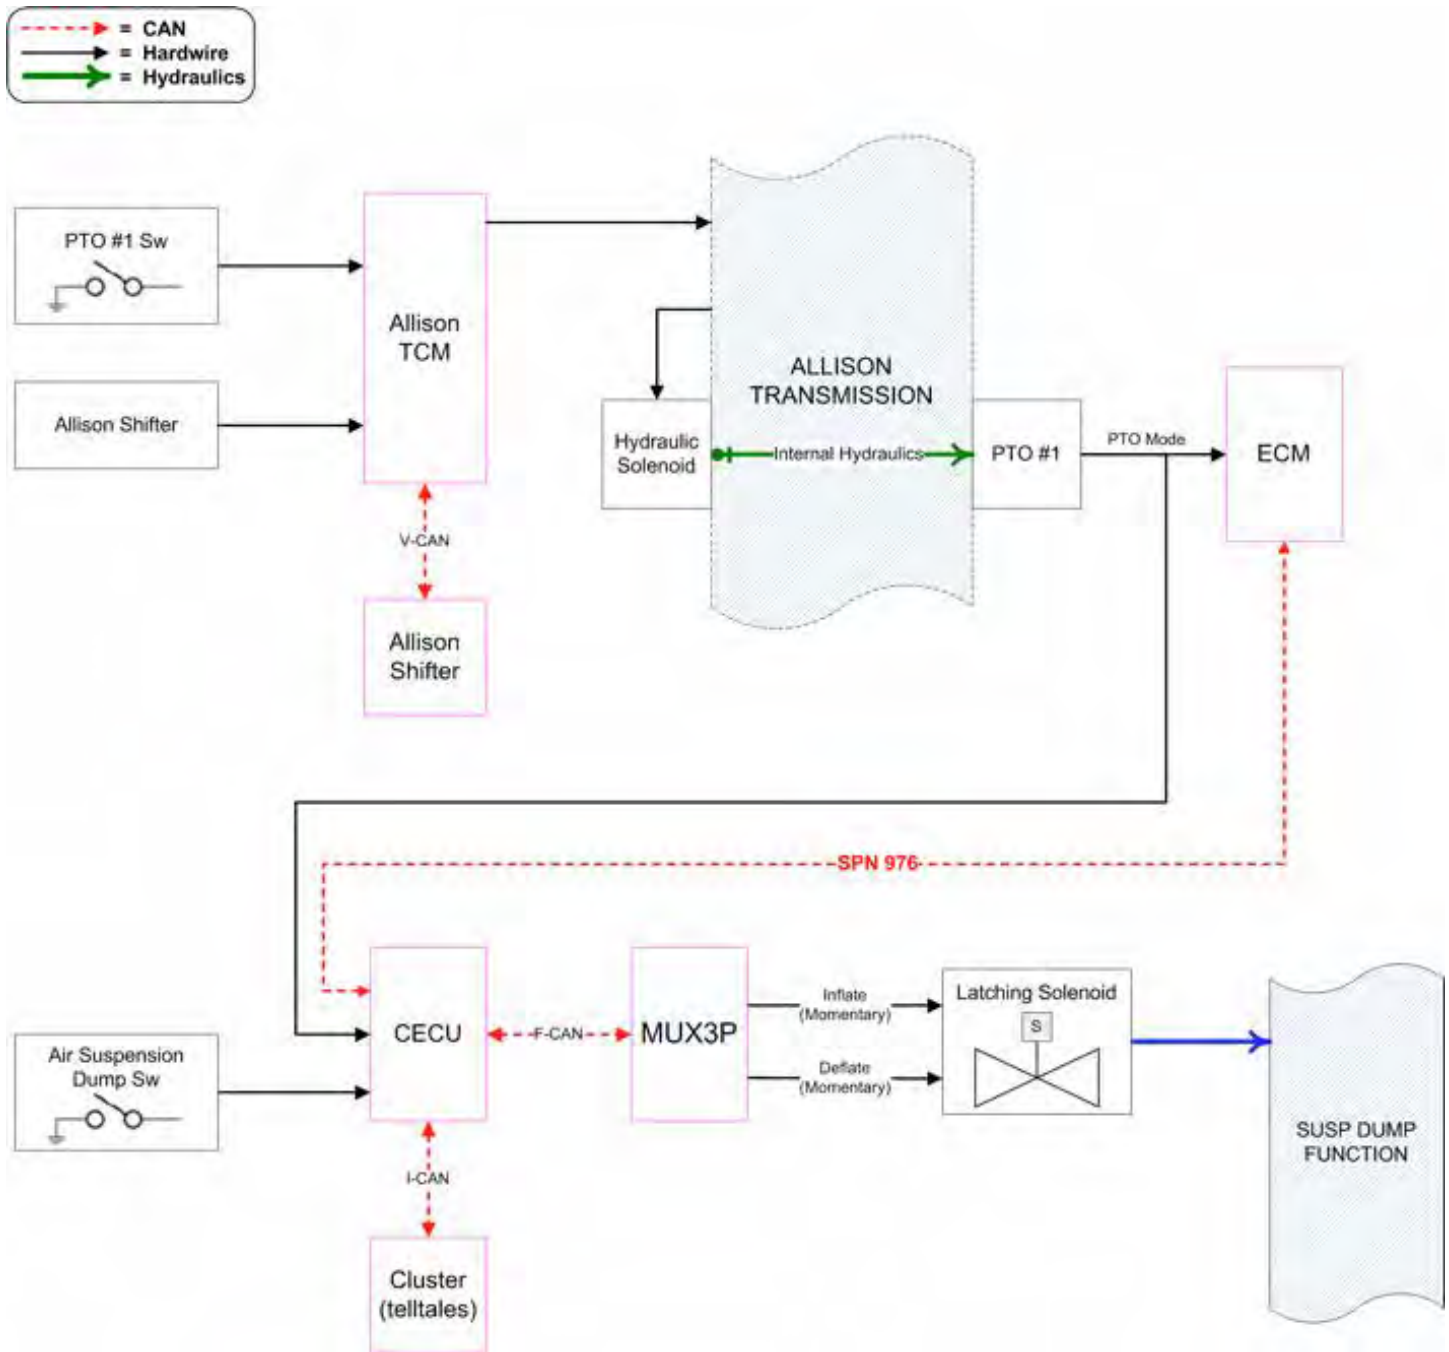 = CAN
= Hardwire
= Hydraulics
PTO #1 Sw
Allison
TCM
Allison Shifter
ALLISON
TRANSMISSION
Hydraulic
Solenoid
Internal Hydraulics
PTO #1
PTO Mode
ECM
V-CAN
Allison
Shifter
SPN 976
Air Suspension
Dump Sw
CECU
F-CAN
MUX3P
Inflate
(Momentary)
Deflate
(Momentary)
Latching Solenoid
S
SUSP DUMP
FUNCTION
I-CAN
Cluster
(telltales)